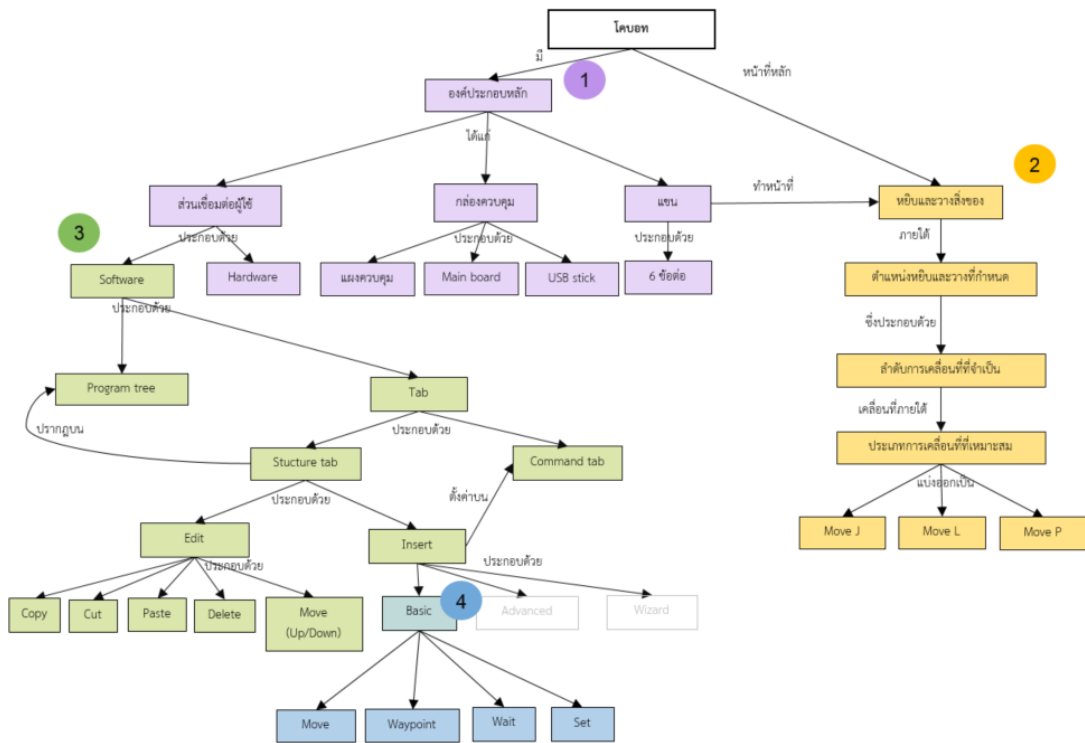 โคบอท
มี
หน้าที่หลัก
1
องค์ประกอบหลัก
ได้แก่
2
ส่วนเชื่อมต่อผู้ใช้
กล่องควบคุม
แขน
ทำหน้าที่
หยิบและวางสิ่งของ
3
ประกอบด้วย
ประกอบด้วย
ประกอบด้วย
ภายใต้
Software
Hardware
แผงควบคุม
Main board
USB stick
6 ข้อต่อ
ตำแหน่งหยิบและวางที่กำหนด
ประกอบด้วย
ซึ่งประกอบด้วย
Program tree
Tab
ลำดับการเคลื่อนที่ที่จำเป็น
ปรากฏบน
ประกอบด้วย
เคลื่อนที่ภายใต้
Stucture tab
Command tab
ประเภทการเคลื่อนที่ที่เหมาะสม
ประกอบด้วย
ตั้งค่าบน
แบ่งออกเป็น
Move J
Move L
Move P
Edit
Insert
ประกอบด้วย
ประกอบด้วย
Copy
Cut
Paste
Delete
Move
(Up/Down)
Basic
4
Advanced
Wizard
Move
Waypoint
Wait
Set